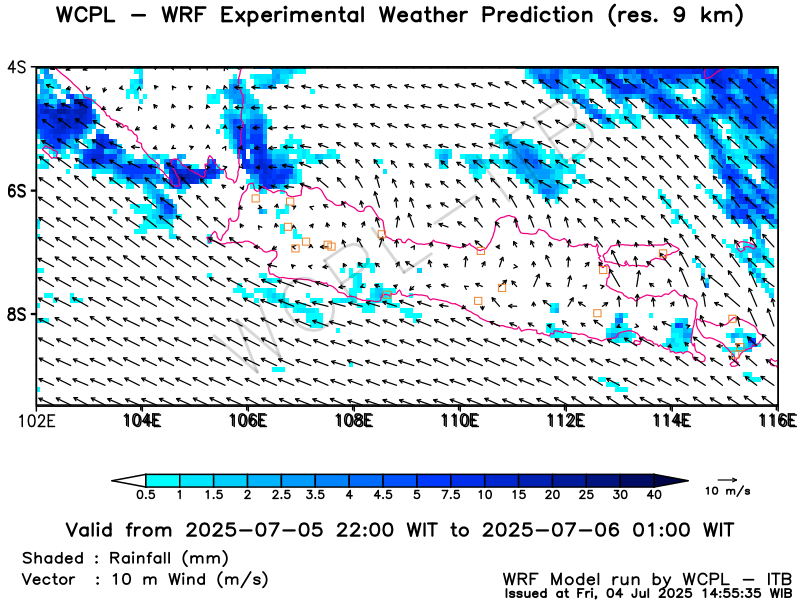 WCPL – WRF Experimental Weather Prediction (res. 9 km)
4S
6S
8S
102E 104E 106E 108E 110E 112E 114E 116E
WCPL-ITB
0.5 1 1.5 2 2.5 3.5 4 4.5 5 7.5 10 15 20 25 30 40
10 m/s
Valid from 2025-07-05 22:00 WIT to 2025-07-06 01:00 WIT
Shaded : Rainfall (mm)
Vector : 10 m Wind (m/s)
WRF Model run by WCPL – ITB
Issued at Fri, 04 Jul 2025 14:55:35 WIB